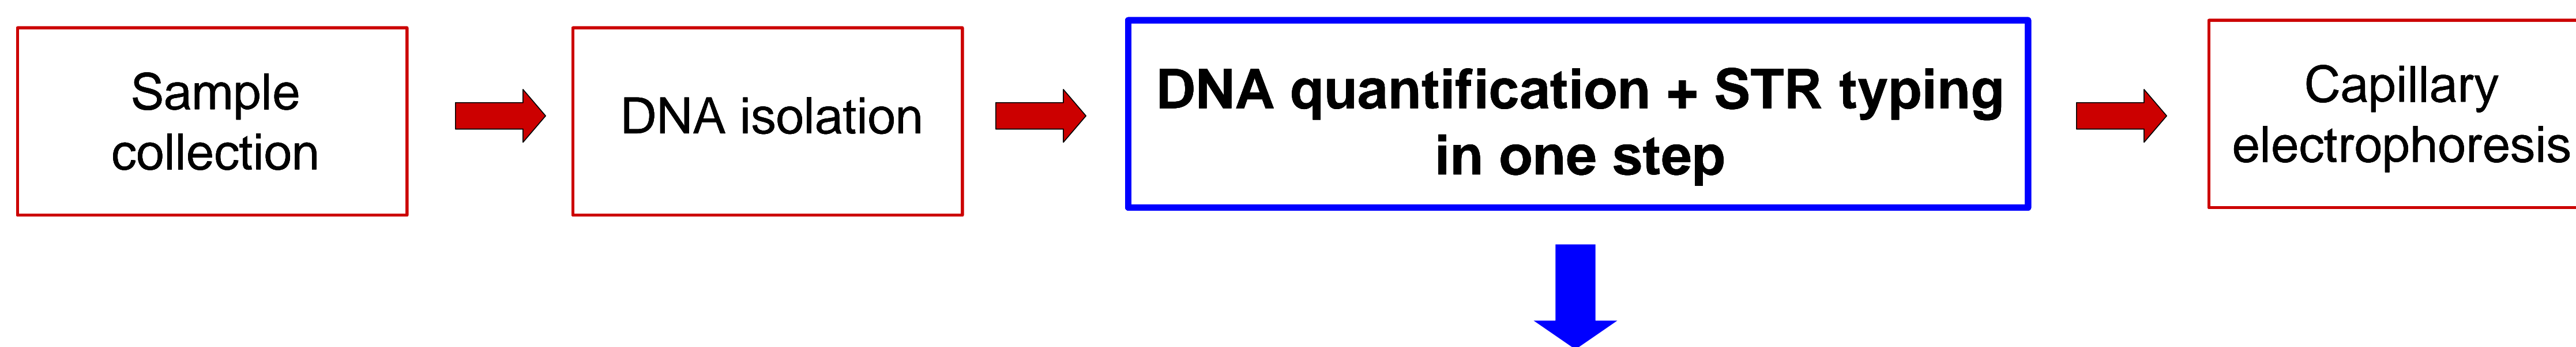 Sample
collection
DNA isolation
DNA quantification + STR typing
in one step
Capillary
electrophoresis